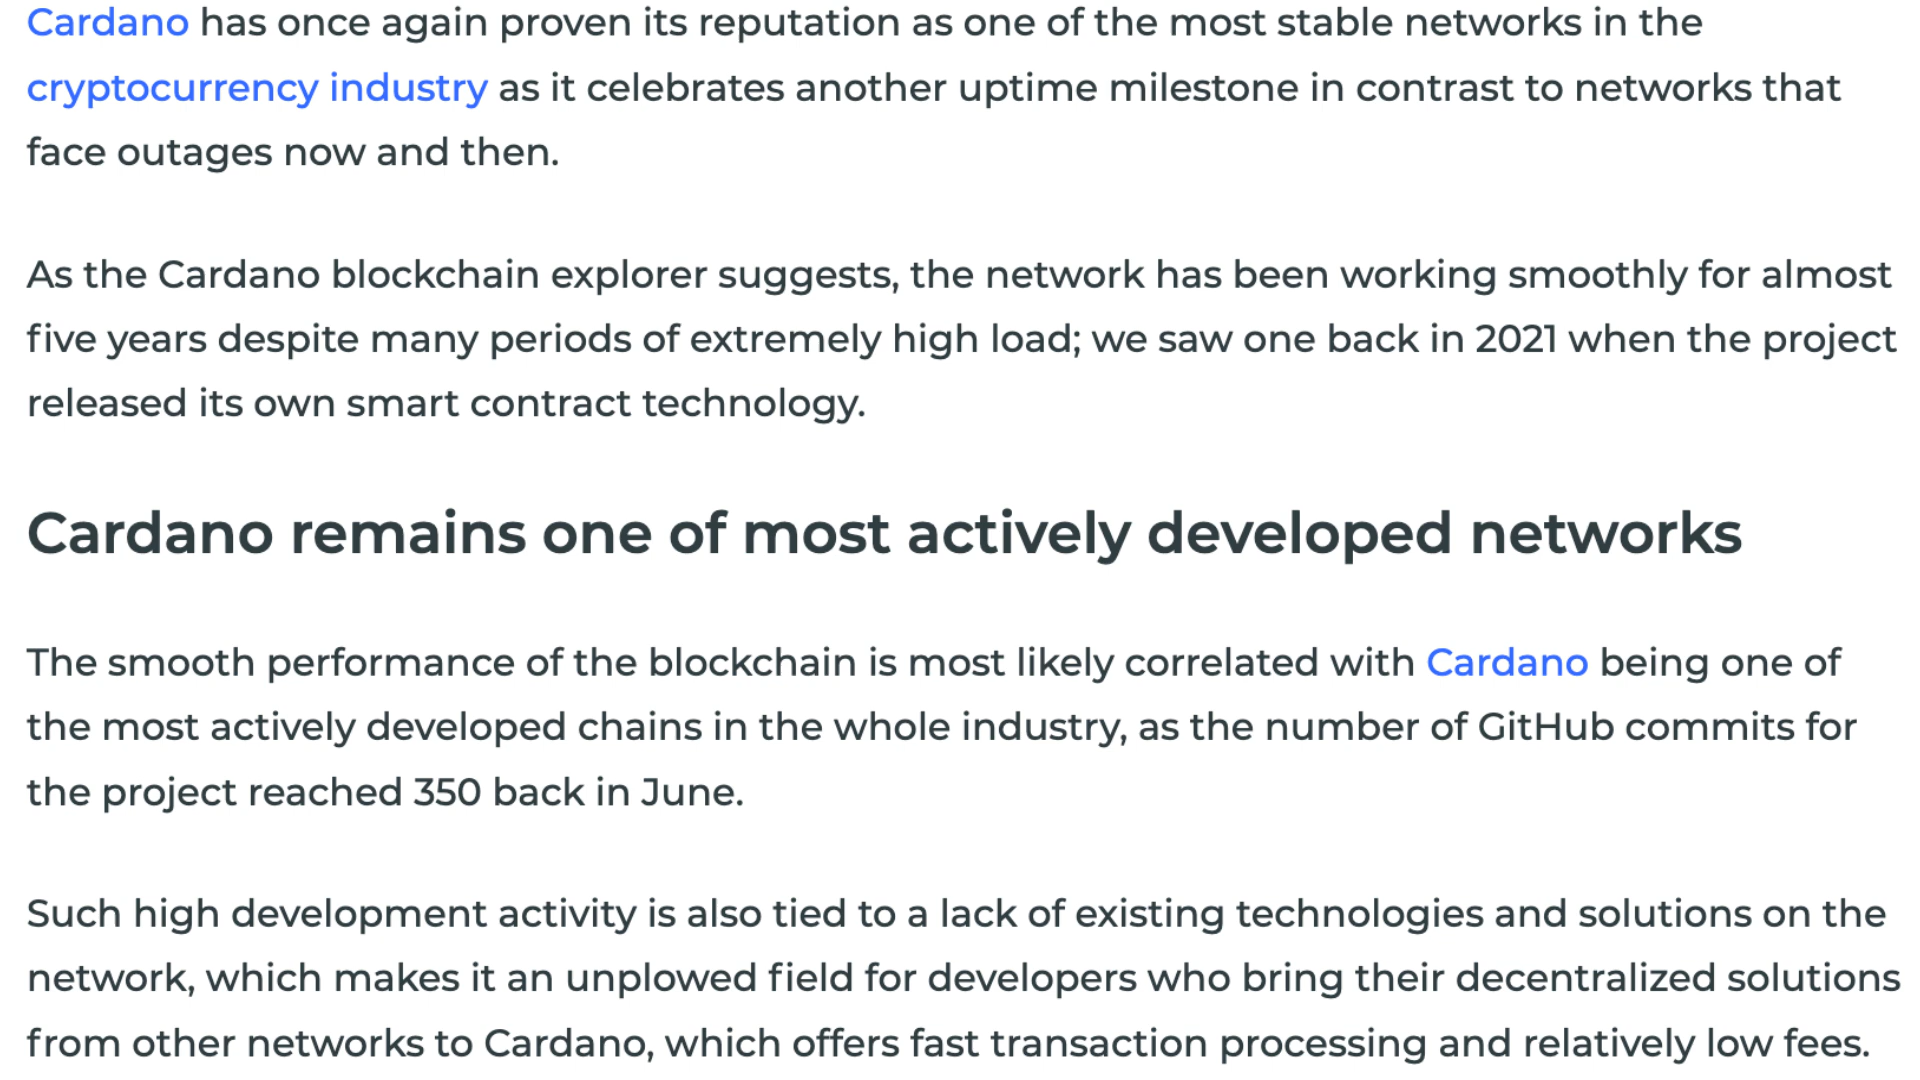 Cardano has once again proven its reputation as one of the most stable networks in the
cryptocurrency industry as it celebrates another uptime milestone in contrast to networks that
face outages now and then.
As the Cardano blockchain explorer suggests, the network has been working smoothly for almost
five years despite many periods of extremely high load; we saw one back in 2021 when the project
released its own smart contract technology.
Cardano remains one of most actively developed networks
The smooth performance of the blockchain is most likely correlated with Cardano being one of
the most actively developed chains in the whole industry, as the number of GitHub commits for
the project reached 350 back in June.
Such high development activity is also tied to a lack of existing technologies and solutions on the
network, which makes it an unplowed field for developers who bring their decentralized solutions
from other networks to Cardano, which offers fast transaction processing and relatively low fees.